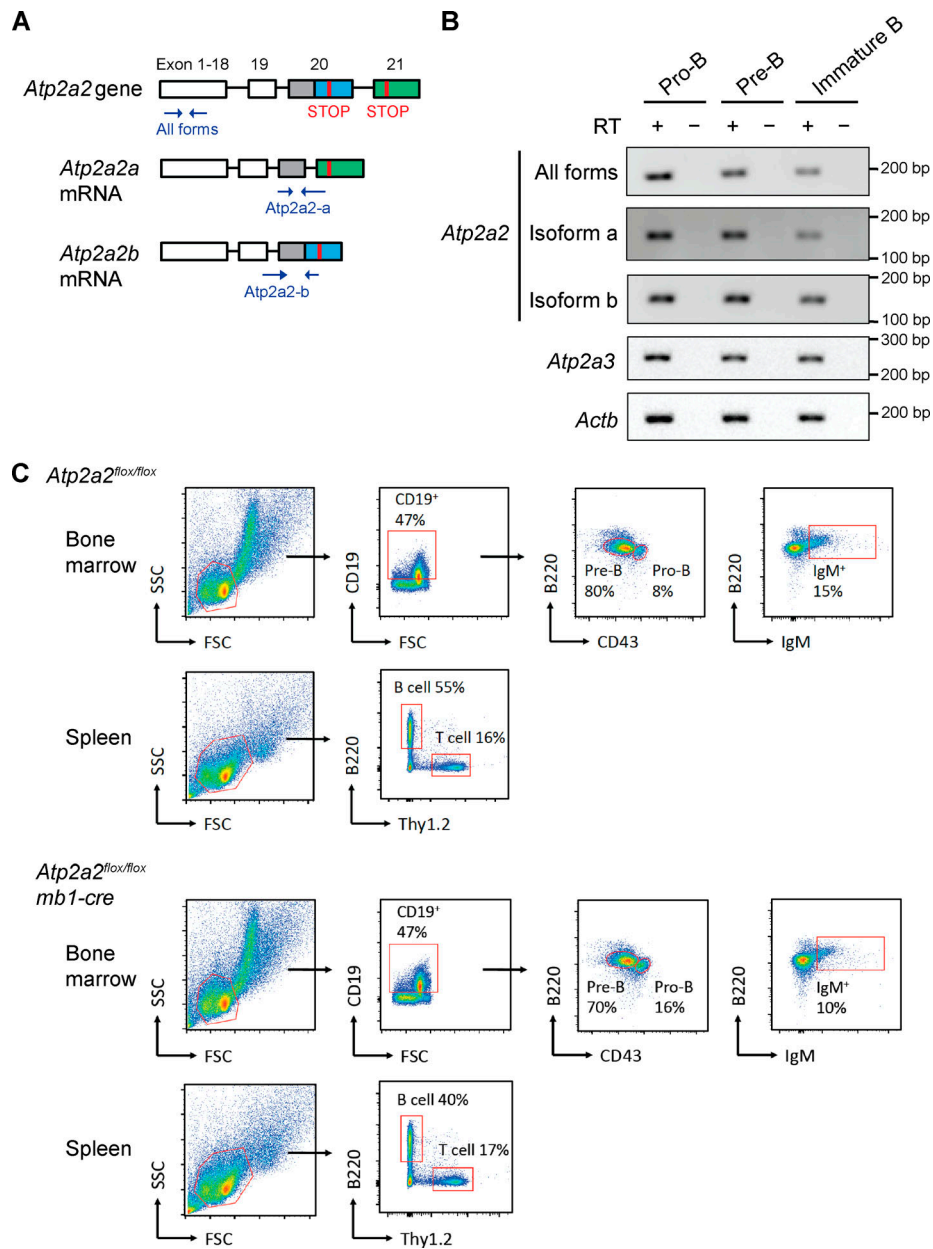 A
Exon 1-18 19 20 21
Atp2a2 gene
STOP STOP
All forms
Atp2a2a
mRNA
Atp2a2-a
Atp2a2b
mRNA
Atp2a2-b
B
Pro-B Pre-B Immature B
RT + − + − + −
Atp2a2
All forms 200 bp
Isoform a 200 bp
100 bp
Isoform b 200 bp
100 bp
Atp2a3 300 bp
200 bp
Actb 200 bp
C
Atp2a2flox/flox
Bone
marrow
SSC
FSC
CD19+
47%
CD19
FSC
Pre-B
80%
Pro-B
8%
B220
CD43
IgM+
15%
B220
IgM
Spleen
SSC
FSC
B cell 55%
T cell 16%
B220
Thy1.2
Atp2a2flox/flox
mb1-cre
Bone
marrow
SSC
FSC
CD19+
47%
CD19
FSC
Pre-B
70%
Pro-B
16%
B220
CD43
IgM+
10%
B220
IgM
Spleen
SSC
FSC
B cell 40%
T cell 17%
B220
Thy1.2